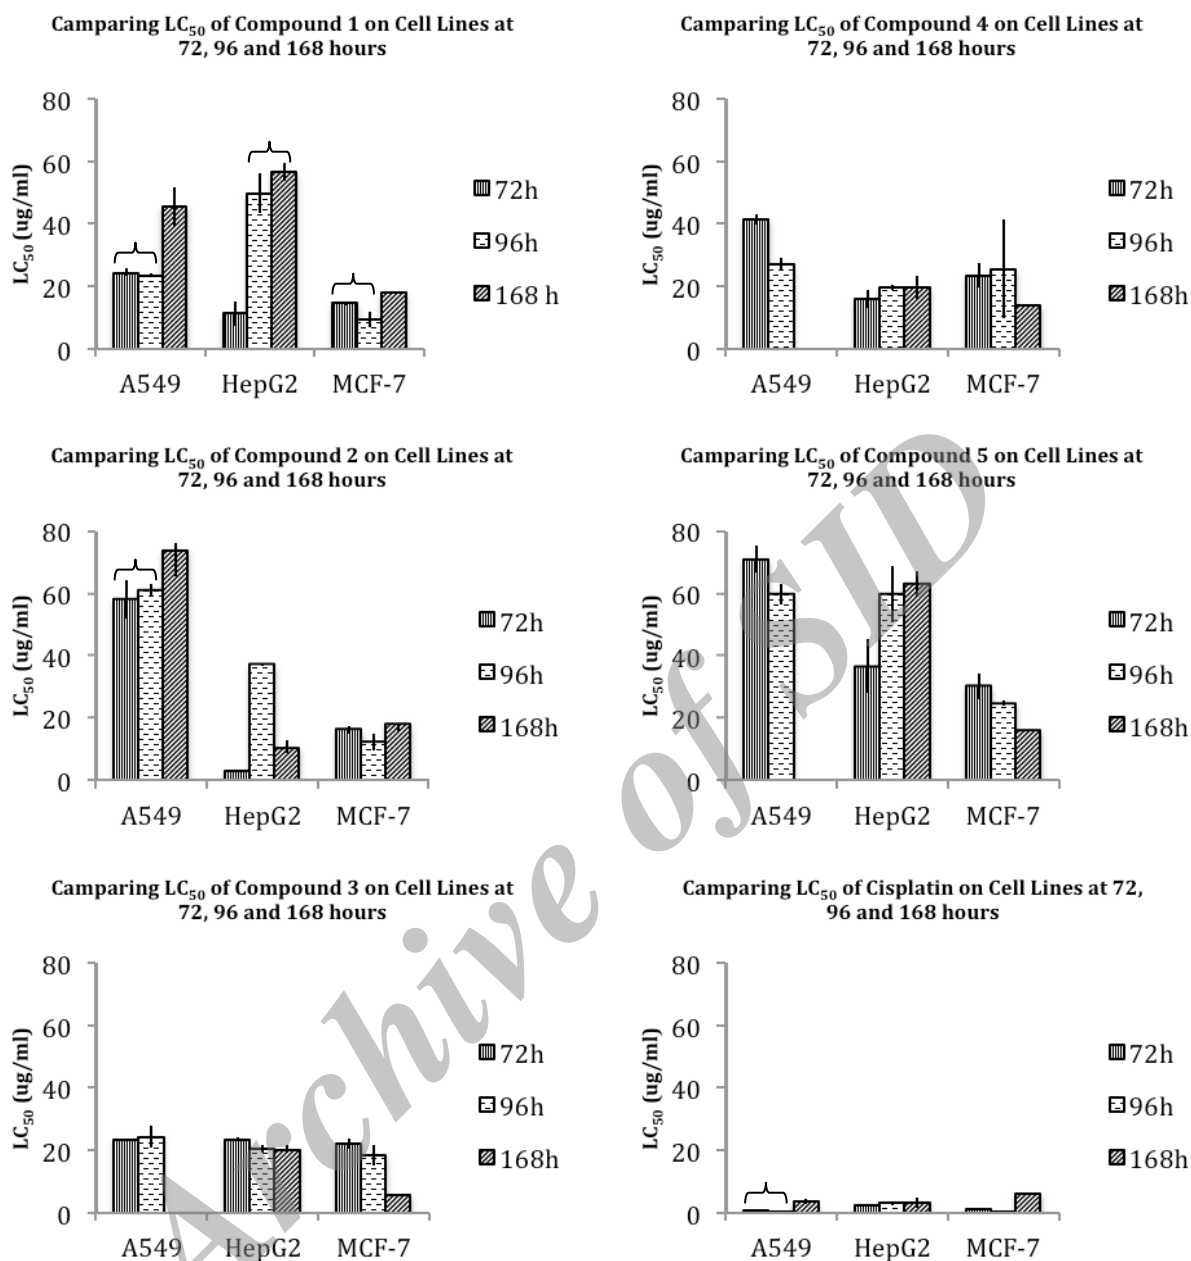 Camparing LC50 of Compound 1 on Cell Lines at
72, 96 and 168 hours
LC50 (ug/ml)
80
60
40
20
0
A549 HepG2 MCF-7
72h
96h
168 h
Camparing LC50 of Compound 4 on Cell Lines at
72, 96 and 168 hours
LC50 (ug/ml)
80
60
40
20
0
A549 HepG2 MCF-7
72h
96h
168h
Camparing LC50 of Compound 2 on Cell Lines at
72, 96 and 168 hours
LC50 (ug/ml)
80
60
40
20
0
A549 HepG2 MCF-7
72h
96h
168h
Camparing LC50 of Compound 5 on Cell Lines at
72, 96 and 168 hours
LC50 (ug/ml)
80
60
40
20
0
A549 HepG2 MCF-7
72h
96h
168h
Camparing LC50 of Compound 3 on Cell Lines at
72, 96 and 168 hours
LC50 (ug/ml)
80
60
40
20
0
A549 HepG2 MCF-7
72h
96h
168h
Camparing LC50 of Cisplatin on Cell Lines at 72,
96 and 168 hours
LC50 (ug/ml)
80
60
40
20
0
A549 HepG2 MCF-7
72h
96h
168h
Archive of SID